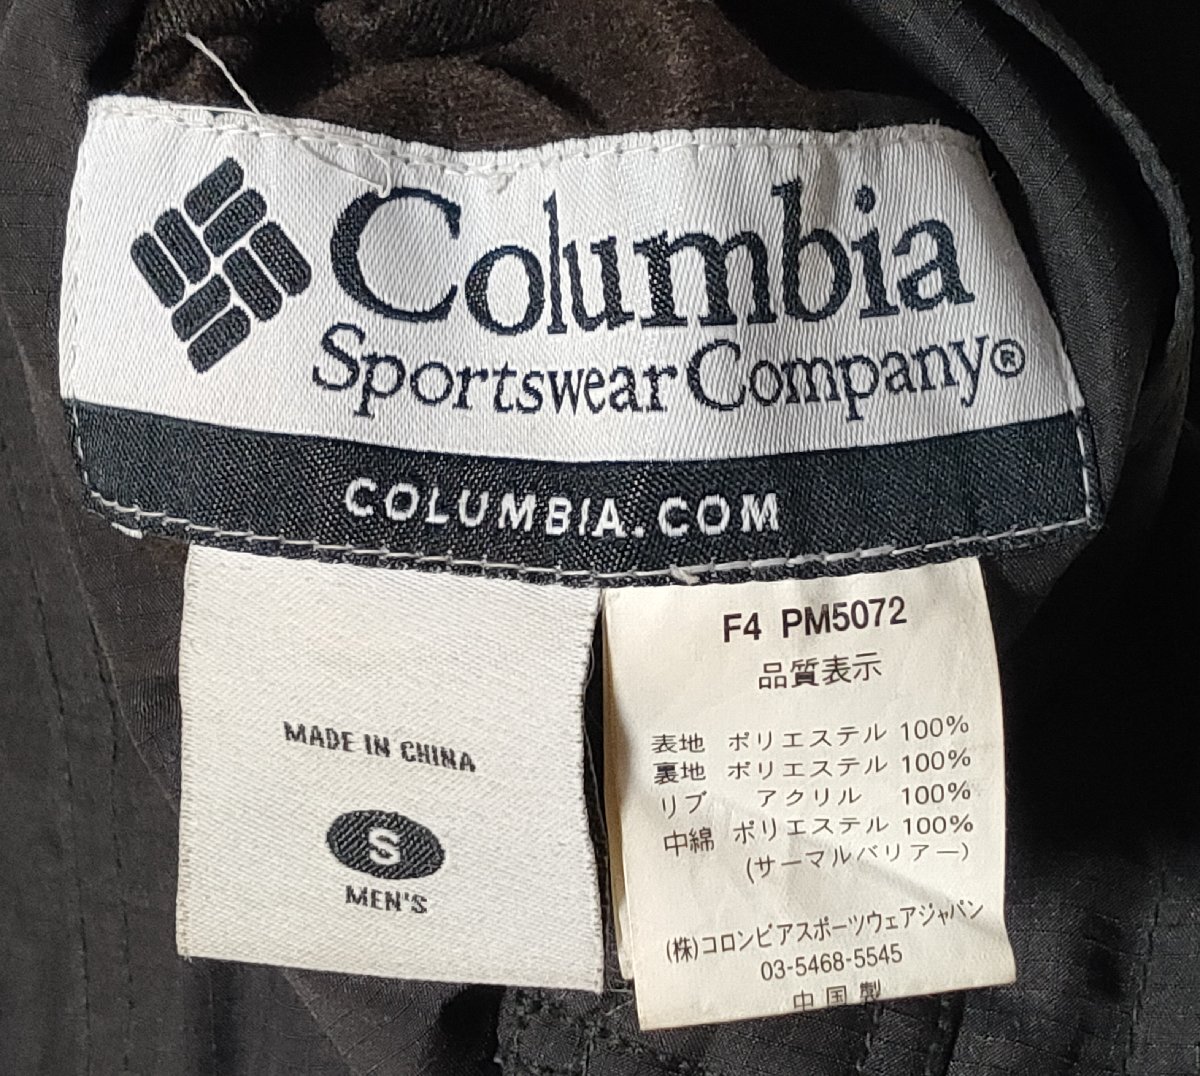 Columbia
Sportswear Company®
COLUMBIA.COM
MADE IN CHINA
S
MEN'S
F4 PM5072
品質表示
表地 ポリエステル 100%
裏地 ポリエステル 100%
リブ アクリル 100%
中綿 ポリエステル 100%
(サーマルバリアー)
(株)コロンビアスポーツウェアジャパン
03-5468-5545
中国製